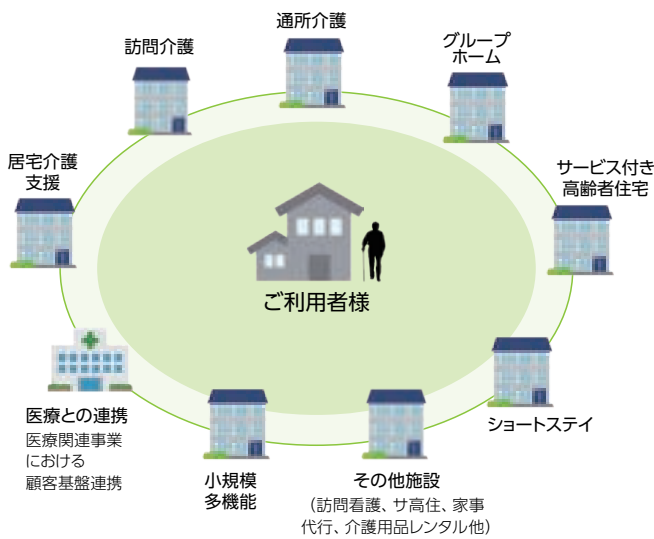 通所介護
訪問介護
グループ
ホーム
居宅介護
支援
サービス付き
高齢者住宅
ご利用者様
医療との連携
医療関連事業
における
顧客基盤連携
小規模
多機能
その他施設
(訪問看護、サ高住、家事
代行、介護用品レンタル他)
ショートステイ